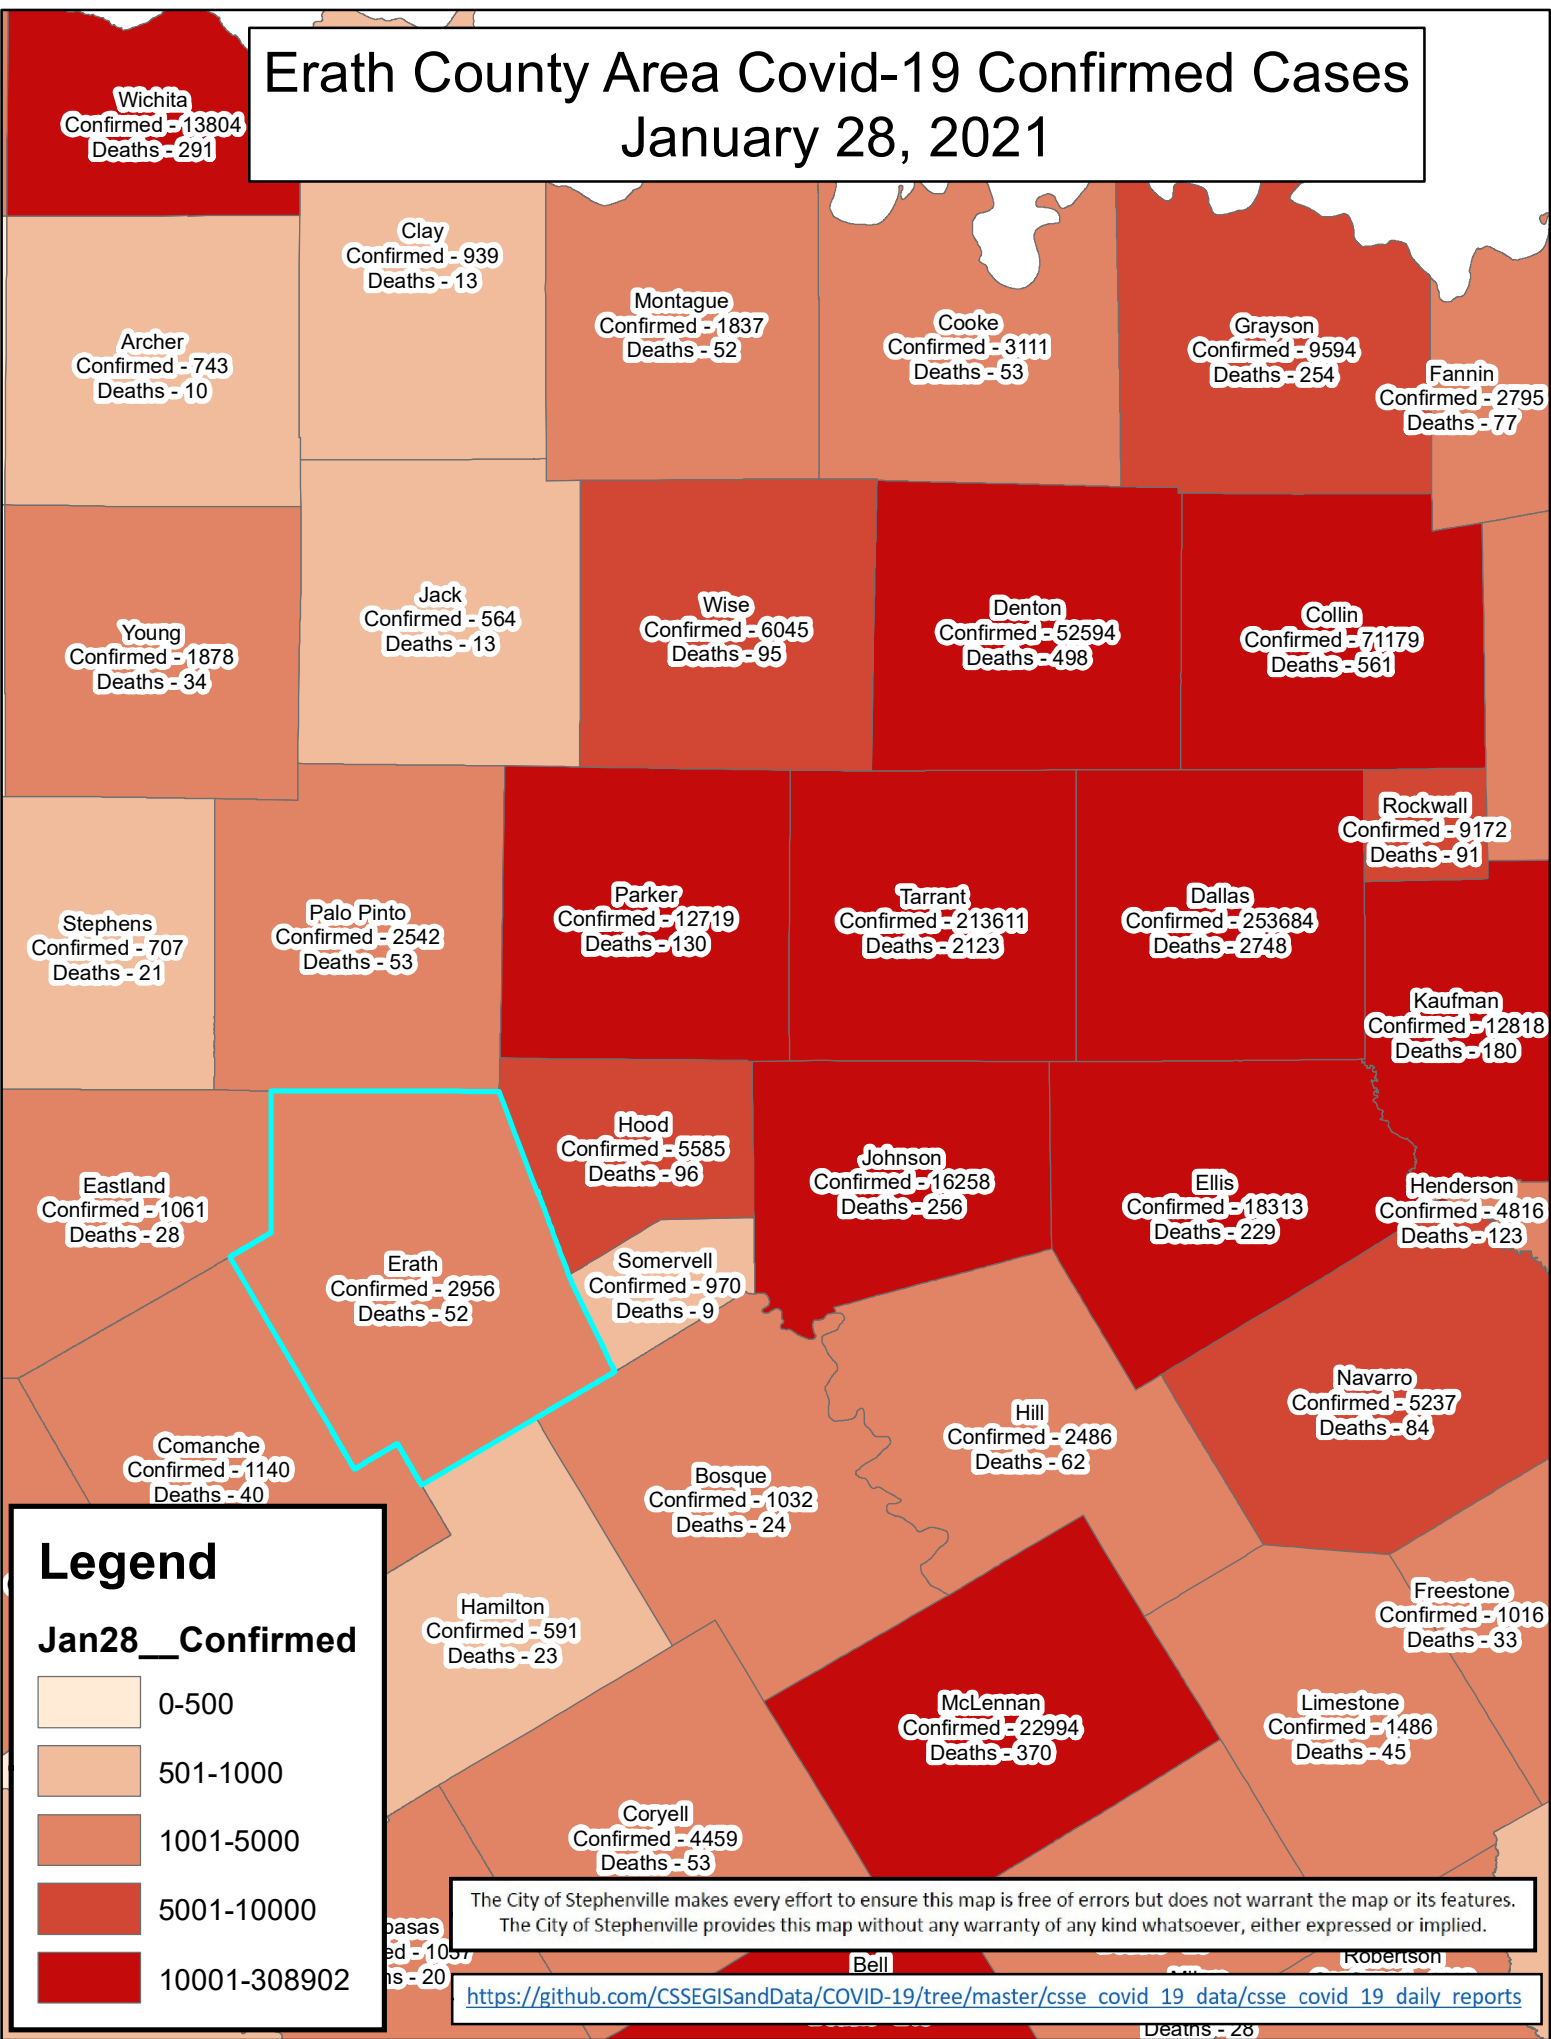 Erath County Area Covid-19 Confirmed Cases
January 28, 2021
Wichita
Confirmed - 13804
Deaths - 291
Clay
Confirmed - 939
Deaths - 13
Montague
Confirmed - 1837
Deaths - 52
Cooke
Confirmed - 3111
Deaths - 53
Grayson
Confirmed - 9594
Deaths - 254
Fannin
Confirmed - 2795
Deaths - 77
Archer
Confirmed - 743
Deaths - 10
Young
Confirmed - 1878
Deaths - 34
Jack
Confirmed - 564
Deaths - 13
Wise
Confirmed - 6045
Deaths - 95
Denton
Confirmed - 52594
Deaths - 498
Collin
Confirmed - 71179
Deaths - 561
Rockwall
Confirmed - 9172
Deaths - 91
Stephens
Confirmed - 707
Deaths - 21
Palo Pinto
Confirmed - 2542
Deaths - 53
Parker
Confirmed - 12719
Deaths - 130
Tarrant
Confirmed - 213611
Deaths - 2123
Dallas
Confirmed - 253684
Deaths - 2748
Kaufman
Confirmed - 12818
Deaths - 180
Eastland
Confirmed - 1061
Deaths - 28
Erath
Confirmed - 2956
Deaths - 52
Hood
Confirmed - 5585
Deaths - 96
Somervell
Confirmed - 970
Deaths - 9
Johnson
Confirmed - 16258
Deaths - 256
Ellis
Confirmed - 18313
Deaths - 229
Henderson
Confirmed - 4816
Deaths - 123
Navarro
Confirmed - 5237
Deaths - 84
Hill
Confirmed - 2486
Deaths - 62
Comanche
Confirmed - 1140
Deaths - 40
Bosque
Confirmed - 1032
Deaths - 24
Hamilton
Confirmed - 591
Deaths - 23
Freestone
Confirmed - 1016
Deaths - 33
McLennan
Confirmed - 22994
Deaths - 370
Limestone
Confirmed - 1486
Deaths - 45
Coryell
Confirmed - 4459
Deaths - 53
Legend
Jan28__Confirmed
0-500
501-1000
1001-5000
5001-10000
10001-308902
pasas
ed - 1037
ns - 20
The City of Stephenville makes every effort to ensure this map is free of errors but does not warrant the map or its features.
The City of Stephenville provides this map without any warranty of any kind whatsoever, either expressed or implied.
Bell
Robertson
https://github.com/CSSEGISandData/COVID-19/tree/master/csse_covid_19_data/csse_covid_19_daily_reports
Deaths - 28